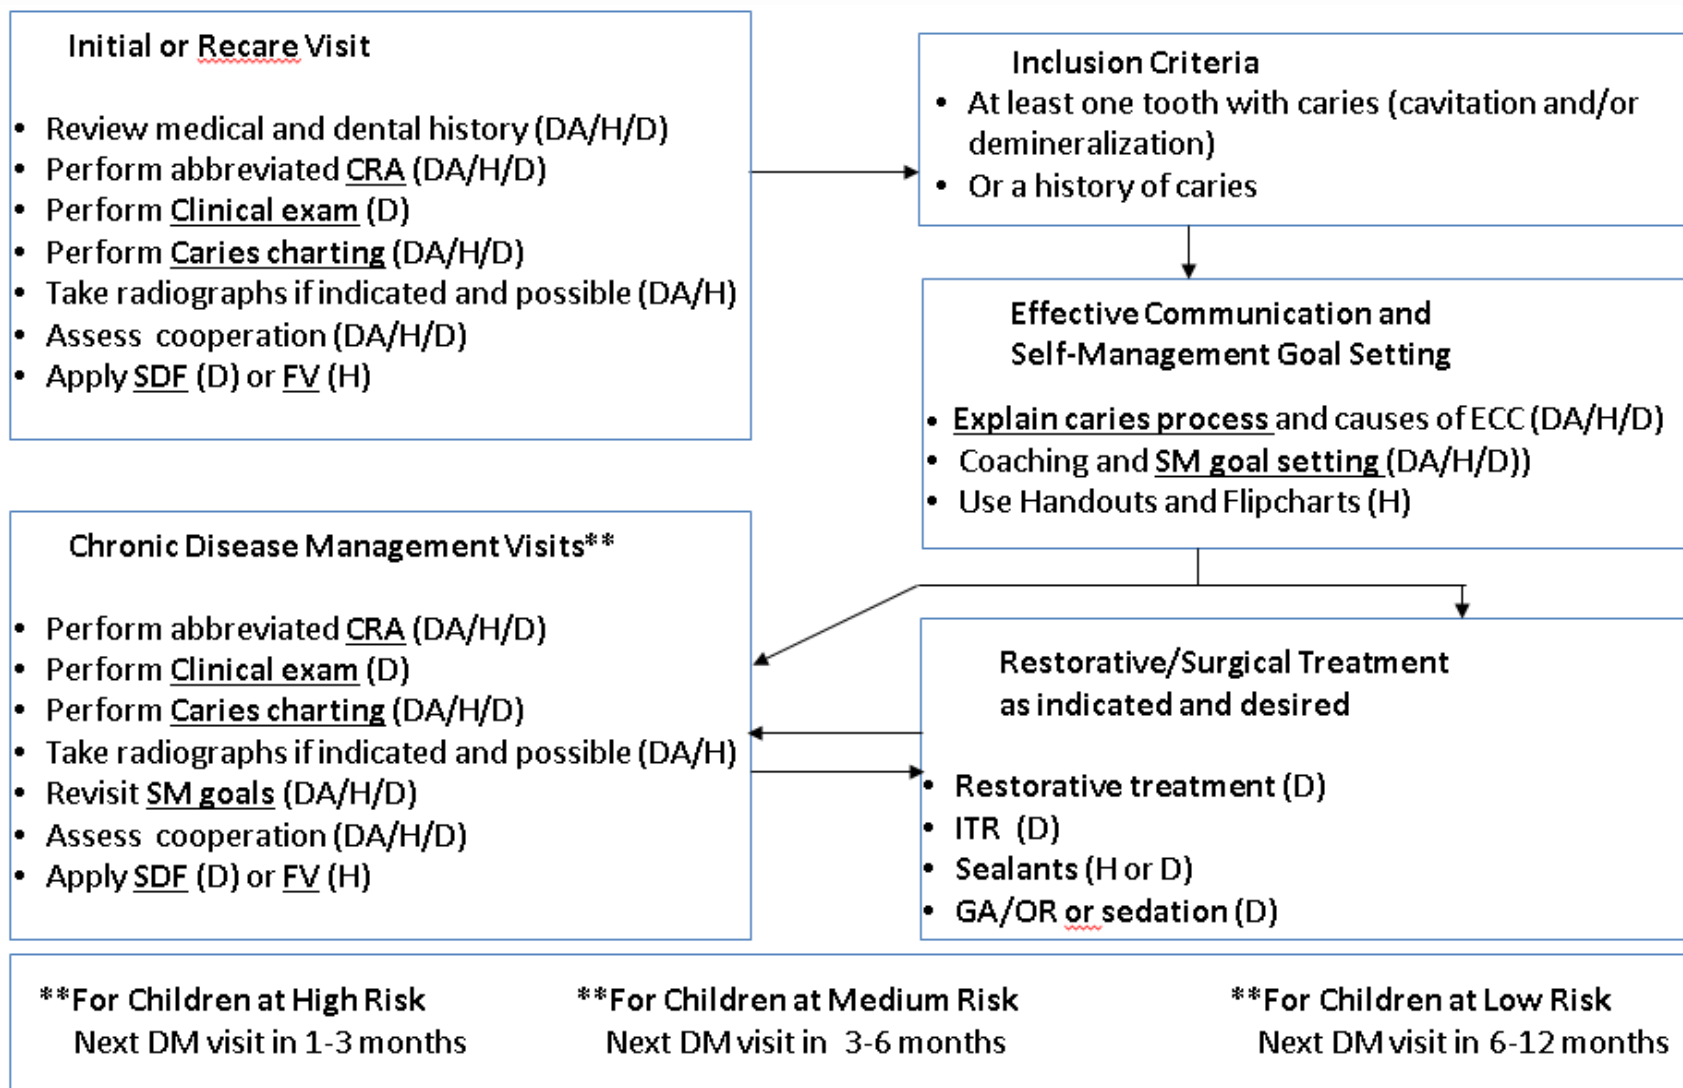 Initial or Recare Visit
• Review medical and dental history (DA/H/D)
• Perform abbreviated CRA (DA/H/D)
• Perform Clinical exam (D)
• Perform Caries charting (DA/H/D)
• Take radiographs if indicated and possible (DA/H)
• Assess cooperation (DA/H/D)
• Apply SDF (D) or FV (H)
Inclusion Criteria
• At least one tooth with caries (cavitation and/or
demineralization)
• Or a history of caries
Effective Communication and
Self-Management Goal Setting
• Explain caries process and causes of ECC (DA/H/D)
• Coaching and SM goal setting (DA/H/D))
• Use Handouts and Flipcharts (H)
Chronic Disease Management Visits**
• Perform abbreviated CRA (DA/H/D)
• Perform Clinical exam (D)
• Perform Caries charting (DA/H/D)
• Take radiographs if indicated and possible (DA/H)
• Revisit SM goals (DA/H/D)
• Assess cooperation (DA/H/D)
• Apply SDF (D) or FV (H)
Restorative/Surgical Treatment
as indicated and desired
• Restorative treatment (D)
• ITR (D)
• Sealants (H or D)
• GA/OR or sedation (D)
**For Children at High Risk
Next DM visit in 1-3 months
**For Children at Medium Risk
Next DM visit in 3-6 months
**For Children at Low Risk
Next DM visit in 6-12 months